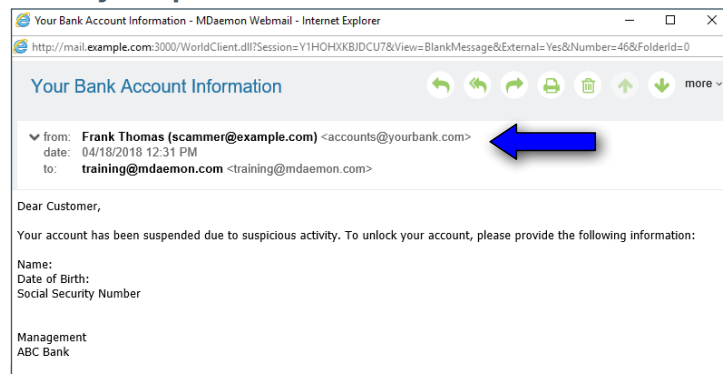 Your Bank Account Information - MDaemon Webmail - Internet Explorer
http://mail.example.com:3000/WorldClient.dll?Session=Y1HOHXKBJDCU7&View=BlankMessage&External=Yes&Number=46&FolderId=0
Your Bank Account Information
more
from: Frank Thomas (scammer@example.com) <accounts@yourbank.com>
date: 04/18/2018 12:31 PM
to: training@mdaemon.com <training@mdaemon.com>
Dear Customer,
Your account has been suspended due to suspicious activity. To unlock your account, please provide the following information:
Name:
Date of Birth:
Social Security Number
Management
ABC Bank